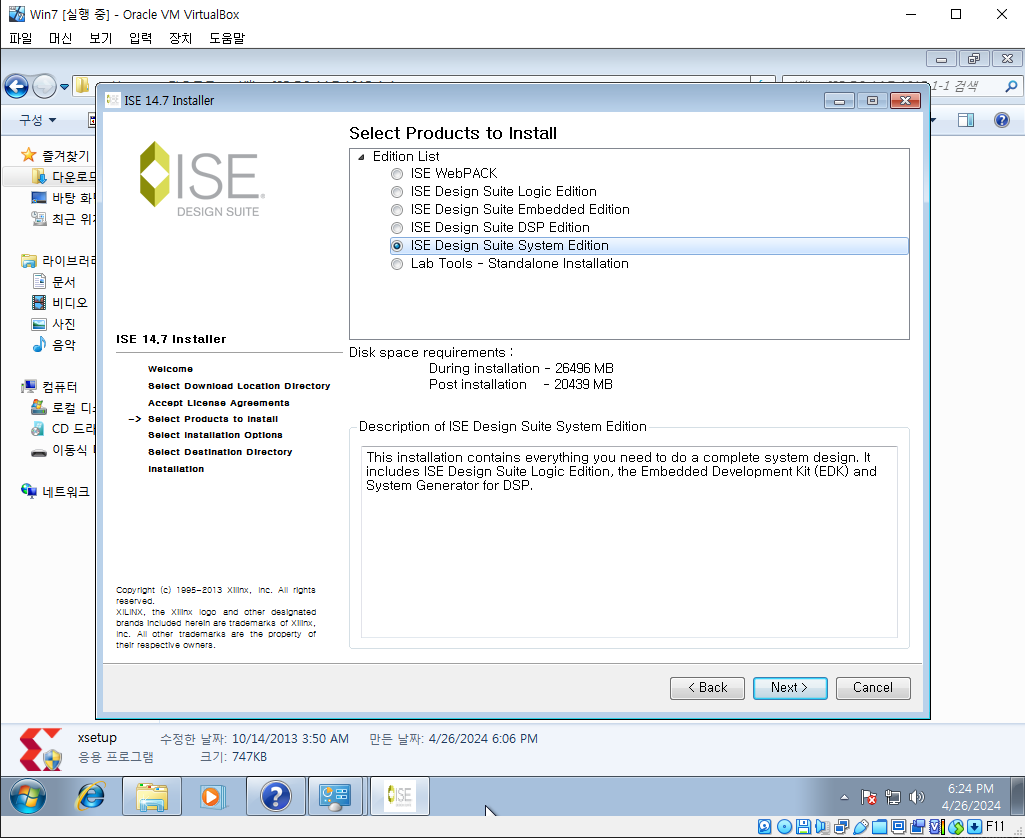 Win7 [실행 중] - Oracle VM VirtualBox
파일 머신 보기 입력 장치 도움말
1-1 검색
ISE 14.7 Installer
구성
즐겨찾기
다운로드
바탕 화면
최근 위치
라이브러리
문서
비디오
사진
음악
컴퓨터
로컬 디스
CD 드라
이동식
네트워크
ISE
DESIGN SUITE
ISE 14.7 Installer
Welcome
Select Download Location Directory
Accept License Agreements
-> Select Products to Install
Select Installation Options
Select Destination Directory
Installation
Copyright (c) 1995-2013 Xilinx, Inc. All rights
reserved.
XILINX, the Xilinx logo and other designated
brands included herein are trademarks of Xilinx,
Inc. All other trademarks are the property of
their respective owners.
Select Products to Install
Edition List
ISE WebPACK
ISE Design Suite Logic Edition
ISE Design Suite Embedded Edition
ISE Design Suite DSP Edition
ISE Design Suite System Edition
Lab Tools - Standalone Installation
Disk space requirements :
During installation - 26496 MB
Post installation - 20439 MB
Description of ISE Design Suite System Edition
This installation contains everything you need to do a complete system design. It
includes ISE Design Suite Logic Edition, the Embedded Development Kit (EDK) and
System Generator for DSP.
< Back Next > Cancel
xsetup 수정한 날짜: 10/14/2013 3:50 AM 만든 날짜: 4/26/2024 6:06 PM
응용 프로그램 크기: 747KB
ISE
6:24 PM
4/26/2024
F11